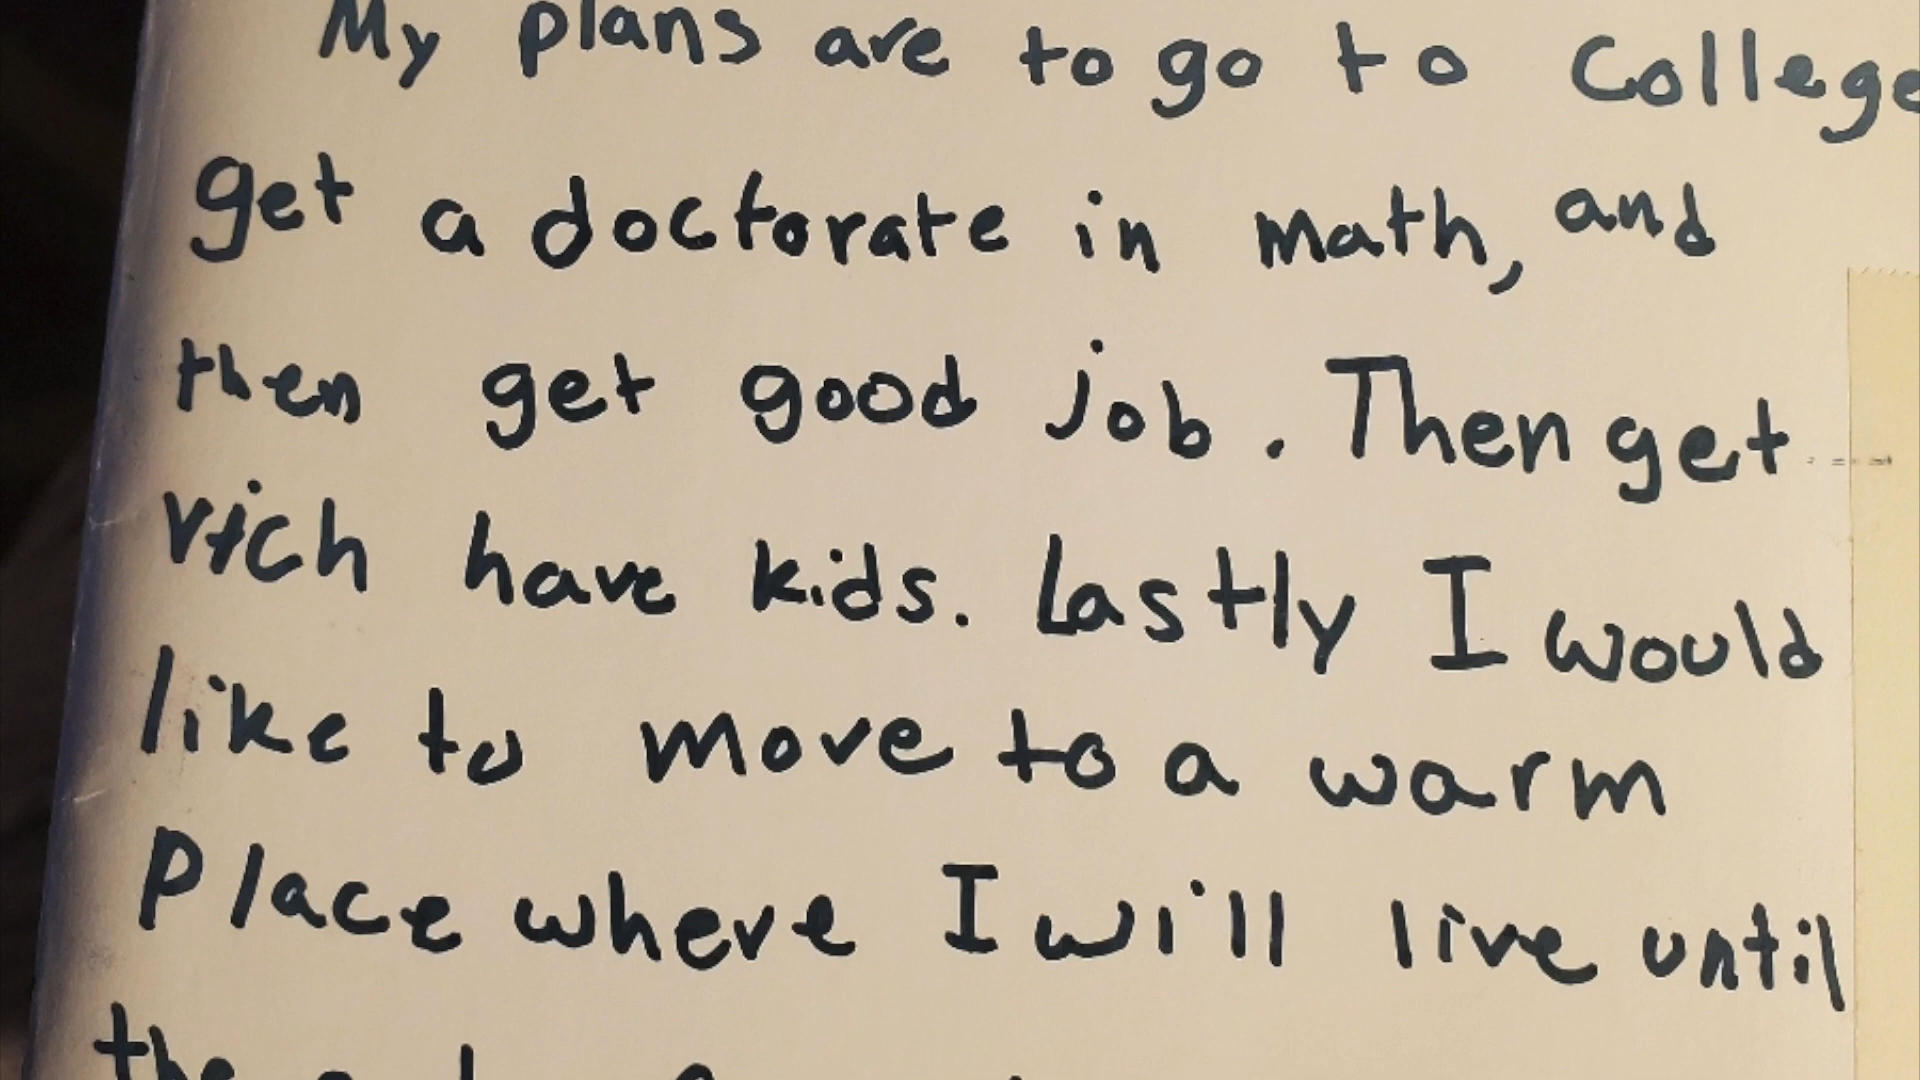 My plans are to go to College
get a doctorate in math, and
then get good job. Then get
rich have kids. Lastly I would
like to move to a warm
Place where I will live until
the